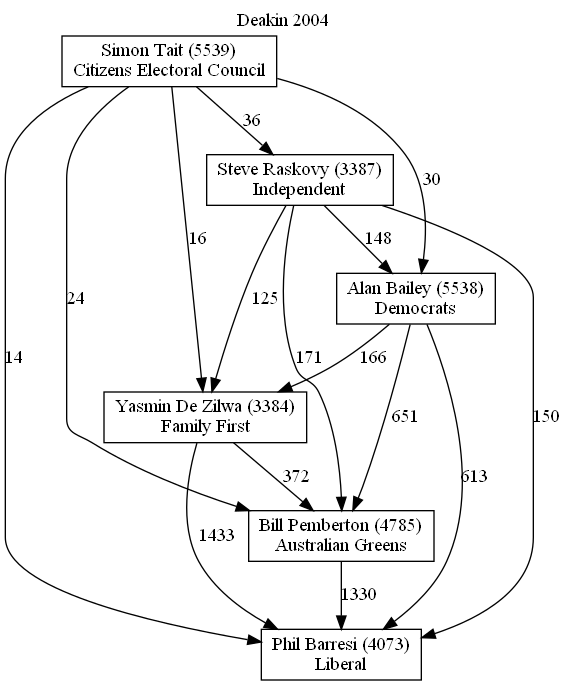 Deakin 2004
Simon Tait (5539)
Citizens Electoral Council
36
Steve Raskovy (3387)
Independent
30
16
148
Alan Bailey (5538)
Democrats
24
125
14
171
166
Yasmin De Zilwa (3384)
Family First
651
150
372
613
Bill Pemberton (4785)
Australian Greens
1433
1330
Phil Barresi (4073)
Liberal